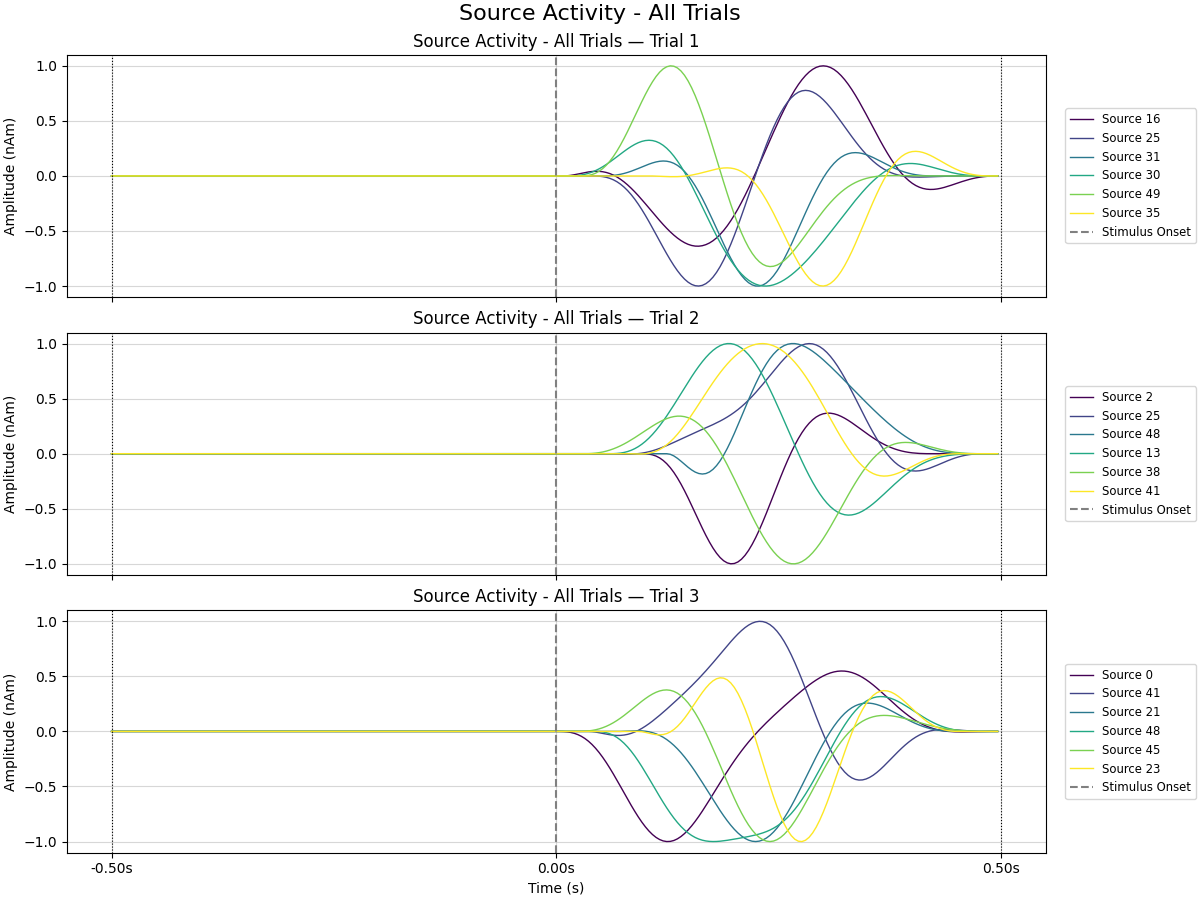 Source Activity - All Trials
Source Activity - All Trials — Trial 1
Amplitude (nAm)
1.0
0.5
0.0
−0.5
−1.0
Source 16
Source 25
Source 31
Source 30
Source 49
Source 35
Stimulus Onset
Source Activity - All Trials — Trial 2
Amplitude (nAm)
1.0
0.5
0.0
−0.5
−1.0
Source 2
Source 25
Source 48
Source 13
Source 38
Source 41
Stimulus Onset
Source Activity - All Trials — Trial 3
Amplitude (nAm)
1.0
0.5
0.0
−0.5
−1.0
Source 0
Source 41
Source 21
Source 48
Source 45
Source 23
Stimulus Onset
-0.50s 0.00s 0.50s
Time (s)